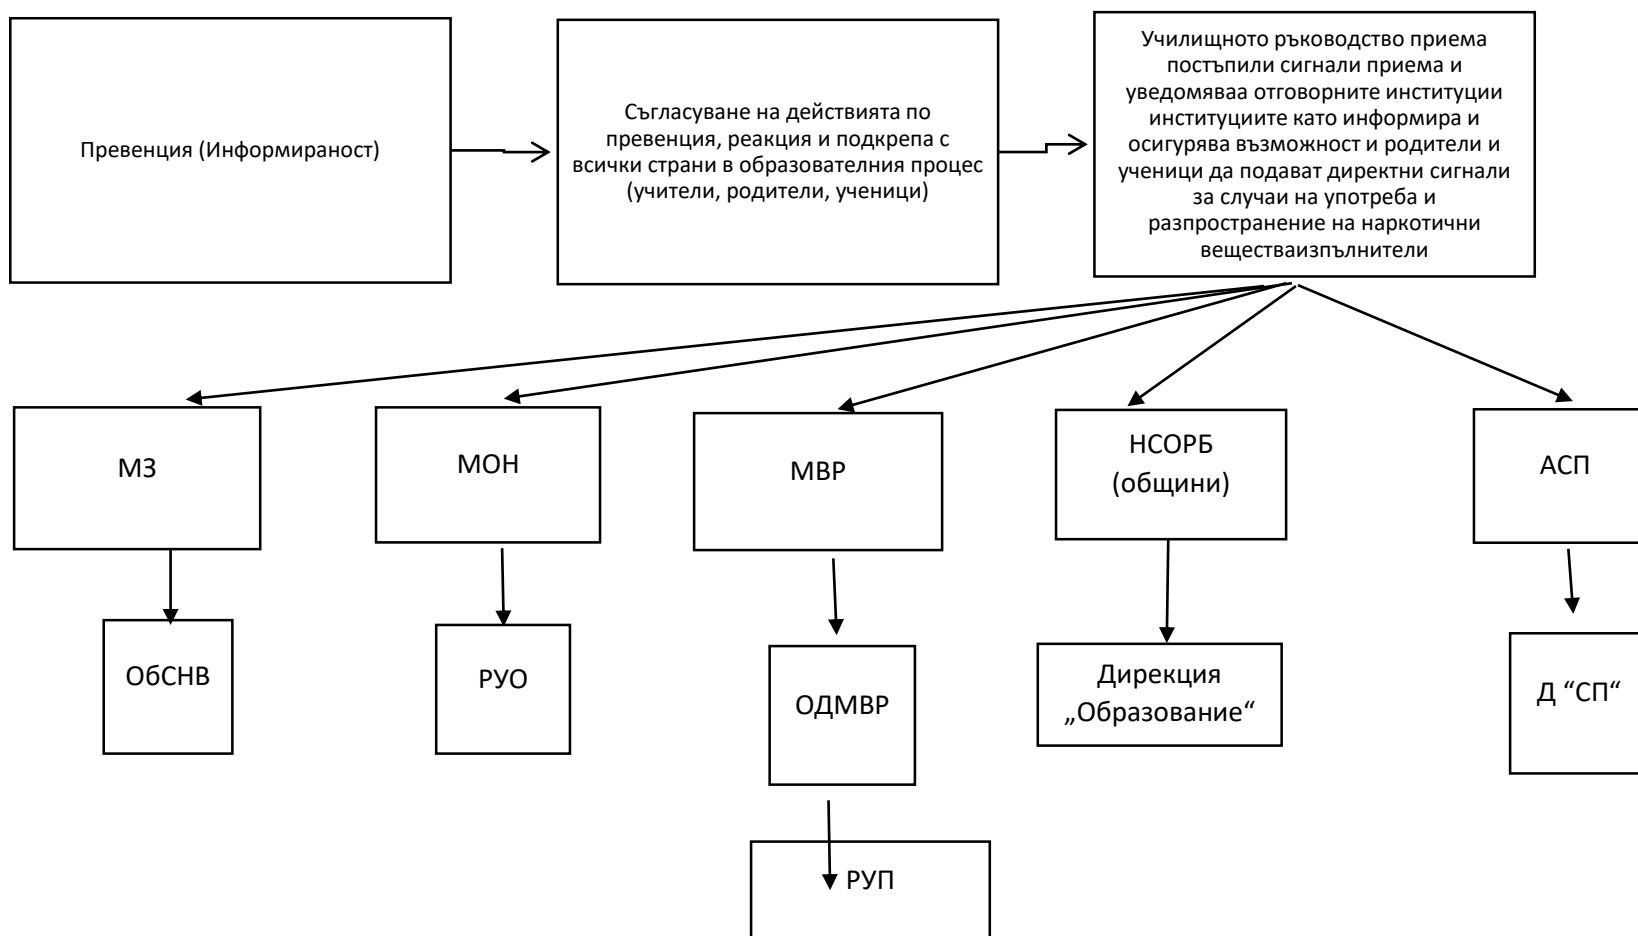 Превенция (Информираност)
Съгласуване на действията по
превенция, реакция и подкрепа с
всички страни в образователния процес
(учители, родители, ученици)
Училищното ръководство приема
постъпили сигнали приема и
уведомяваа отговорните институции
институциите като информира и
осигурява възможност и родители и
ученици да подават директни сигнали
за случаи на употреба и
разпространение на наркотични
веществаизпълнители
МЗ
МОН
МВР
НСОРБ
(общини)
АСП
ОбСНВ
РУО
ОДМВР
Дирекция
„Образование“
Д “СП“
РУП